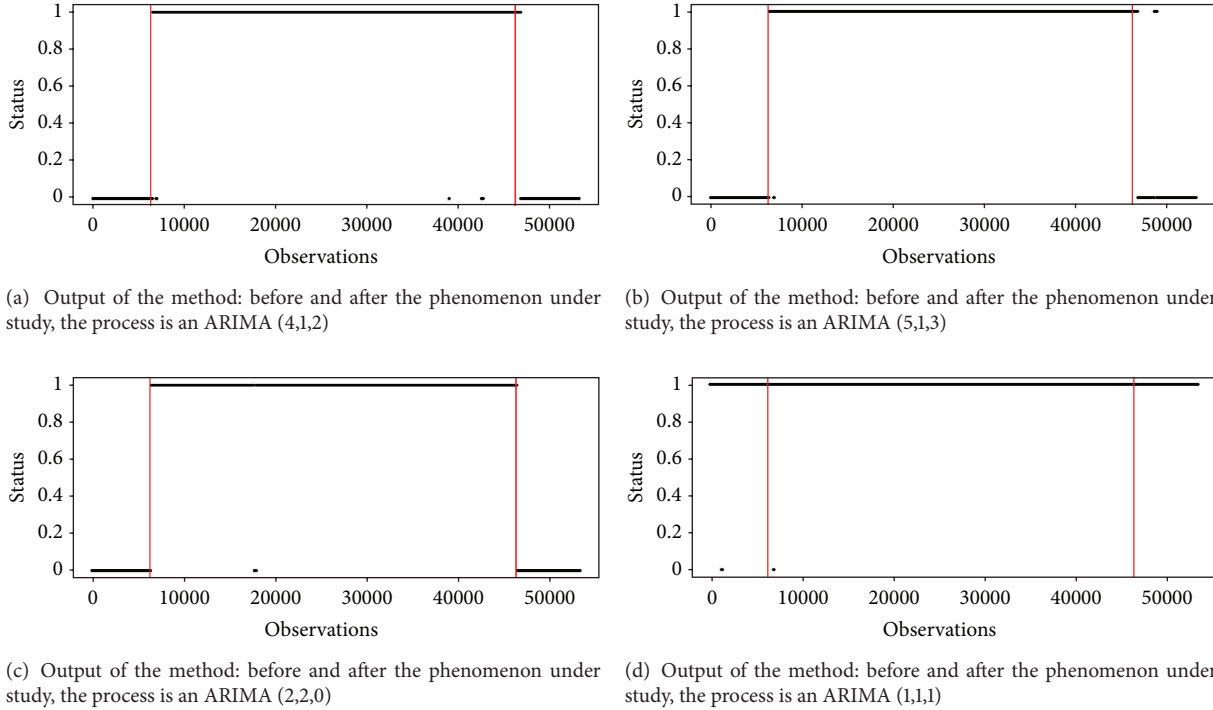 1
0.8
0.6
0.4
0.2
0
Status
0 10000 20000 30000 40000 50000
Observations
(a) Output of the method: before and after the phenomenon under
study, the process is an ARIMA (4,1,2)
1
0.8
0.6
0.4
0.2
0
Status
0 10000 20000 30000 40000 50000
Observations
(b) Output of the method: before and after the phenomenon under
study, the process is an ARIMA (5,1,3)
1
0.8
0.6
0.4
0.2
0
Status
0 10000 20000 30000 40000 50000
Observations
(c) Output of the method: before and after the phenomenon under
study, the process is an ARIMA (2,2,0)
1
0.8
0.6
0.4
0.2
0
Status
0 10000 20000 30000 40000 50000
Observations
(d) Output of the method: before and after the phenomenon under
study, the process is an ARIMA (1,1,1)